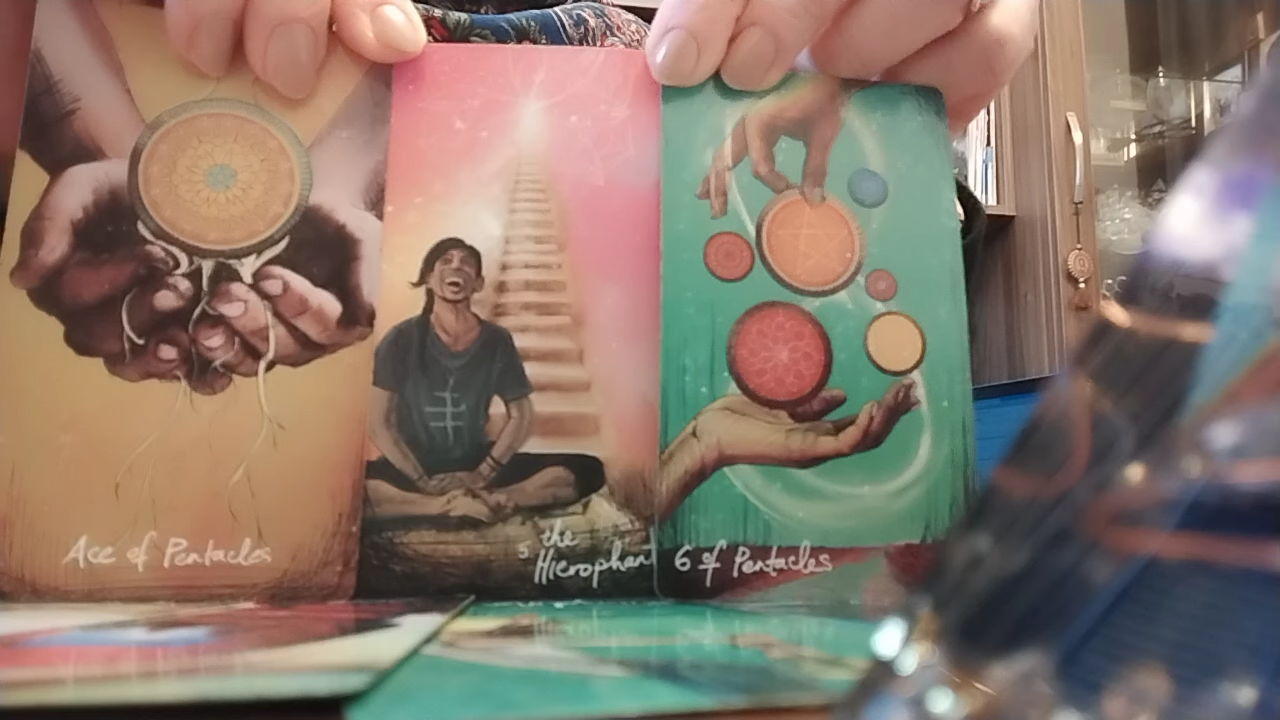 Ace of Pentacles
5 the
Hierophant
6 of Pentacles